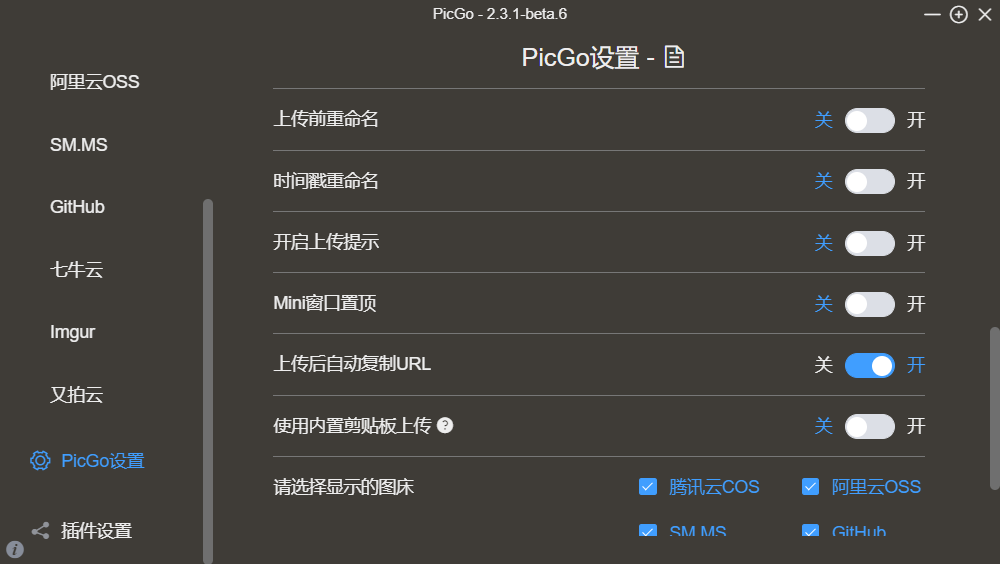 PicGo - 2.3.1-beta.6
PicGo设置 -
阿里云OSS
SM.MS
GitHub
七牛云
Imgur
又拍云
PicGo设置
插件设置
上传前重命名 关 开
时间戳重命名 关 开
开启上传提示 关 开
Mini窗口置顶 关 开
上传后自动复制URL 关 开
使用内置剪贴板上传 ? 关 开
请选择显示的图床 腾讯云COS 阿里云OSS
SM.MS GitHub